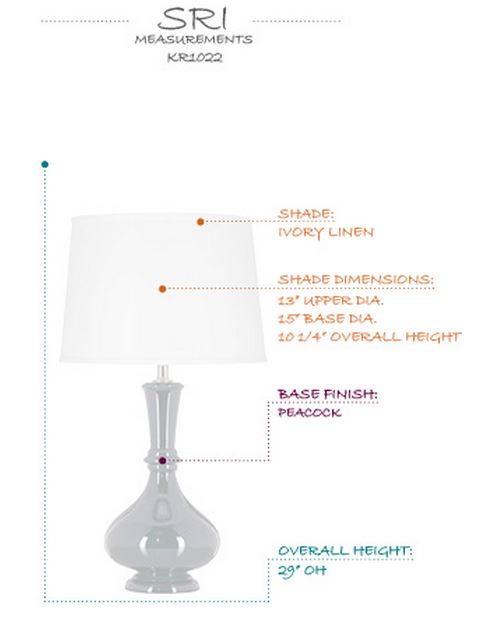 SRI
MEASUREMENTS
KR1022
SHADE:
IVORY LINEN
SHADE DIMENSIONS:
13" UPPER DIA.
15" BASE DIA.
10 1/4" OVERALL HEIGHT
BASE FINISH:
PEACOCK
OVERALL HEIGHT:
29" OH